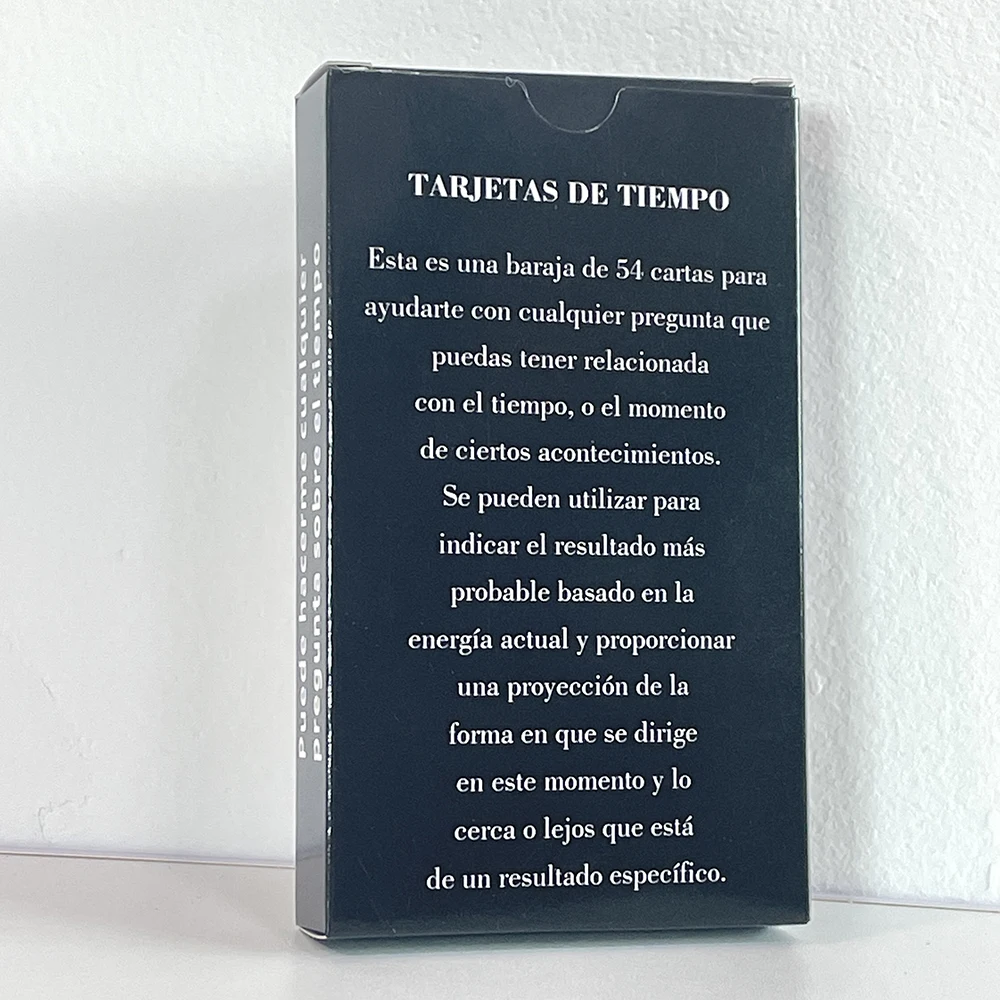 TARJETAS DE TIEMPO
Esta es una baraja de 54 cartas para
ayudarte con cualquier pregunta que
puedas tener relacionada
con el tiempo, o el momento
de ciertos acontecimientos.
Se pueden utilizar para
indicar el resultado más
probable basado en la
energía actual y proporcionar
una proyección de la
forma en que se dirige
en este momento y lo
cerca o lejos que está
de un resultado específico.
Puede hacerme cualquier
pregunta sobre el tiempo